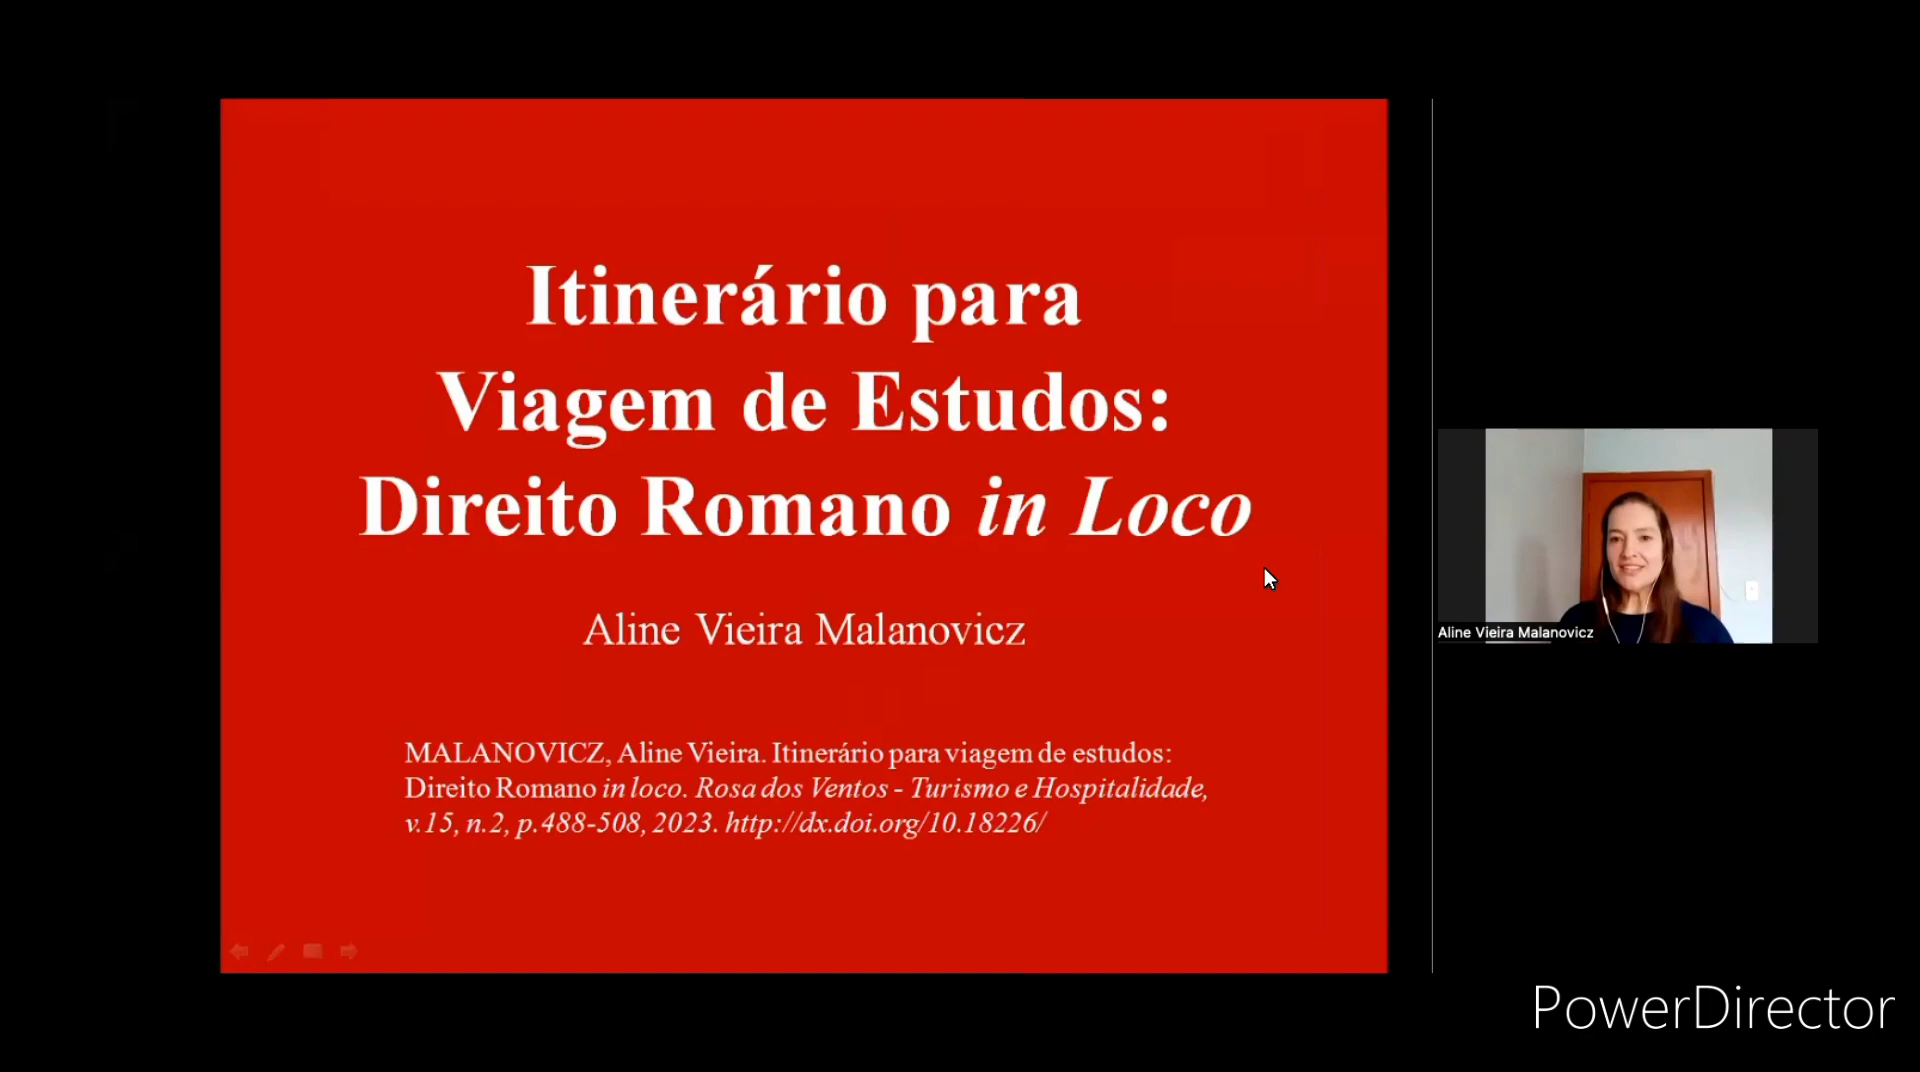 Itinerário para
Viagem de Estudos:
Direito Romano in Loco
Aline Vieira Malanovicz
MALANOVICZ, Aline Vieira. Itinerário para viagem de estudos:
Direito Romano in loco. Rosa dos Ventos - Turismo e Hospitalidade,
v.15, n.2, p.488-508, 2023. http://dx.doi.org/10.18226/
Aline Vieira Malanovicz
PowerDirector